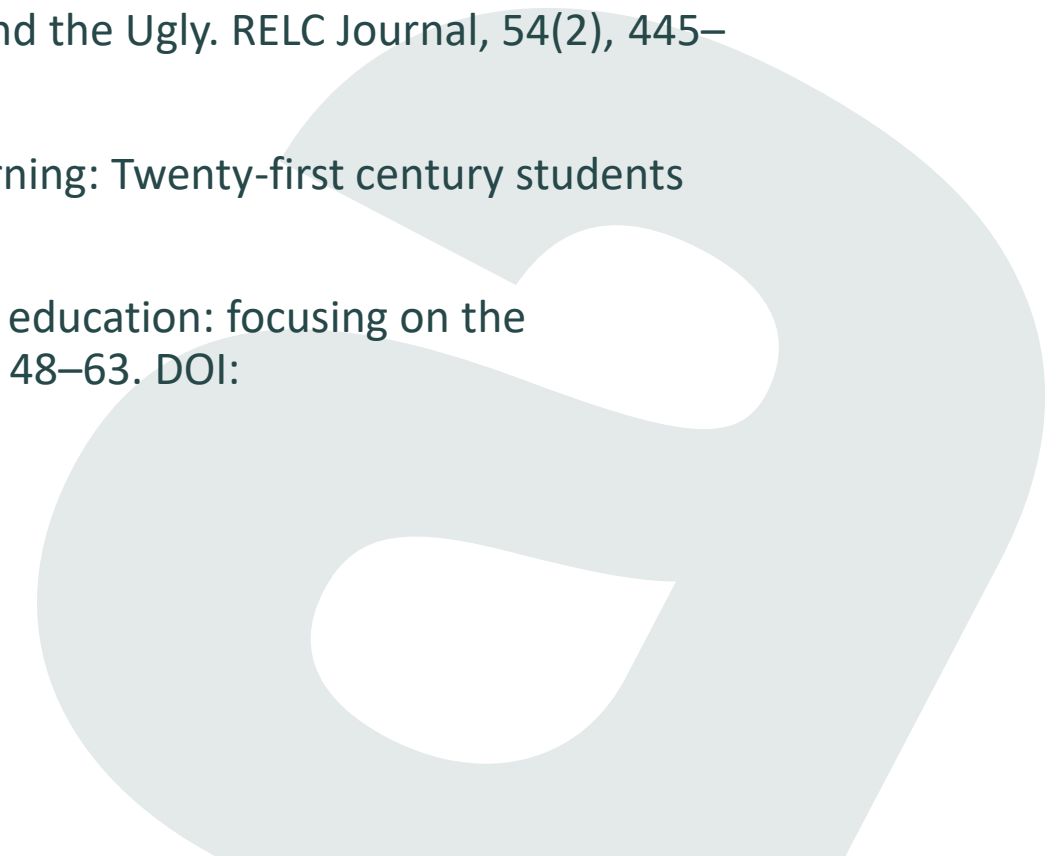 nd the Ugly. RELC Journal, 54(2), 445–
rning: Twenty-first century students
education: focusing on the
48–63. DOI: